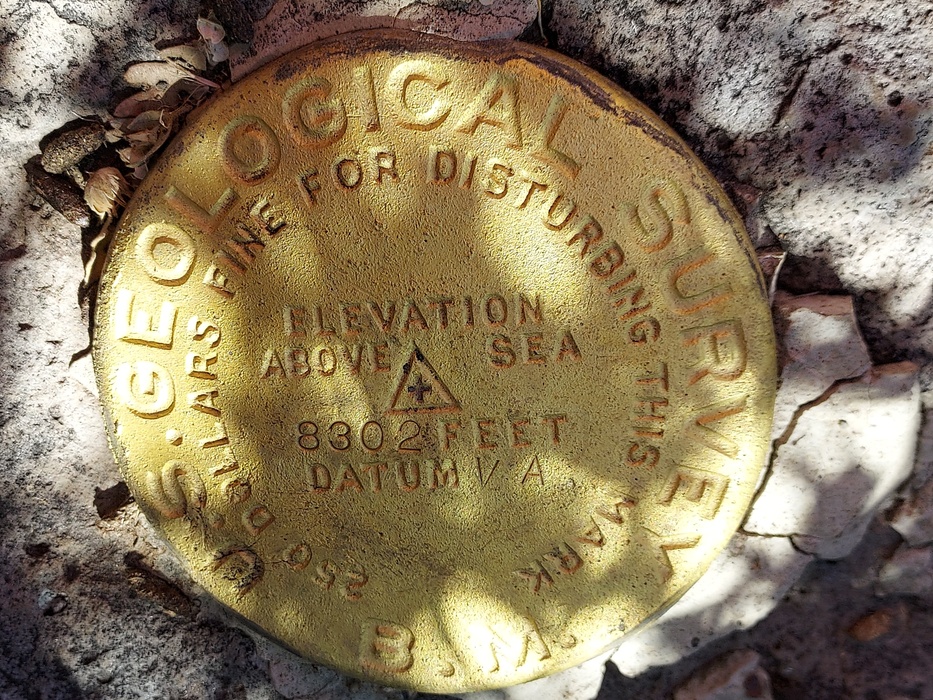 U.S. GEOLOGICAL SURVEY
B.M.
250 DOLLARS FINE FOR DISTURBING THIS MARK
ELEVATION
ABOVE SEA
8302 FEET
DATUM